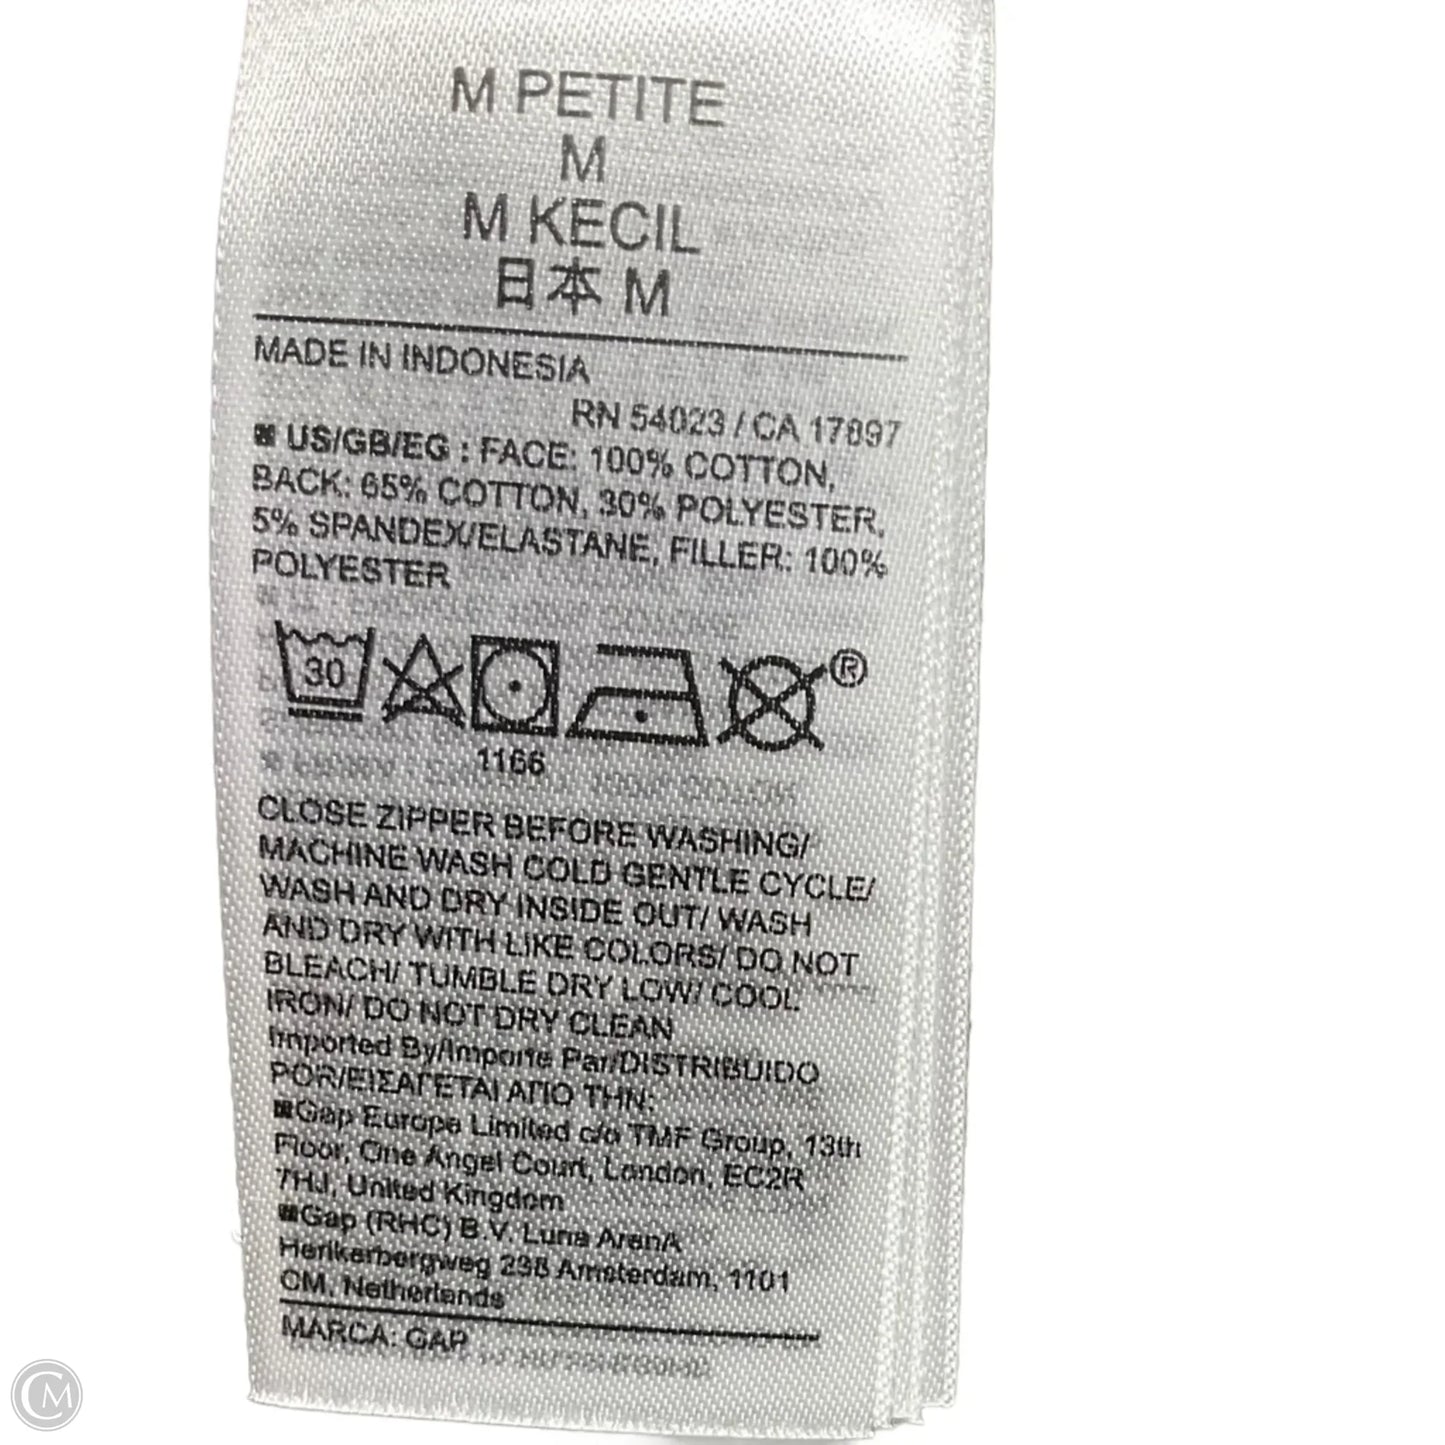 M PETITE
M
M KECIL
日本 M
MADE IN INDONESIA
RN 54023 / CA 17897
US/GB/EG : FACE: 100% COTTON,
BACK: 65% COTTON, 30% POLYESTER,
5% SPANDEX/ELASTANE, FILLER: 100%
POLYESTER
30
®
1166
CLOSE ZIPPER BEFORE WASHING/
MACHINE WASH COLD GENTLE CYCLE/
WASH AND DRY INSIDE OUT/ WASH
AND DRY WITH LIKE COLORS/ DO NOT
BLEACH/ TUMBLE DRY LOW/ COOL
IRON/ DO NOT DRY CLEAN
Imported By/Importe Par/DISTRIBUIDO
POR/ΕΙΣΑΓΕΤΑΙ ΑΠΟ ΤΗΝ:
Gap Europe Limited c/o TMF Group, 13th
Floor, One Angel Court, London, EC2R
7HJ, United Kingdom
Gap (RHC) B.V. Luna ArenA
Herikerbergweg 238 Amsterdam, 1101
CM, Netherlands
MARCA: GAP
CM